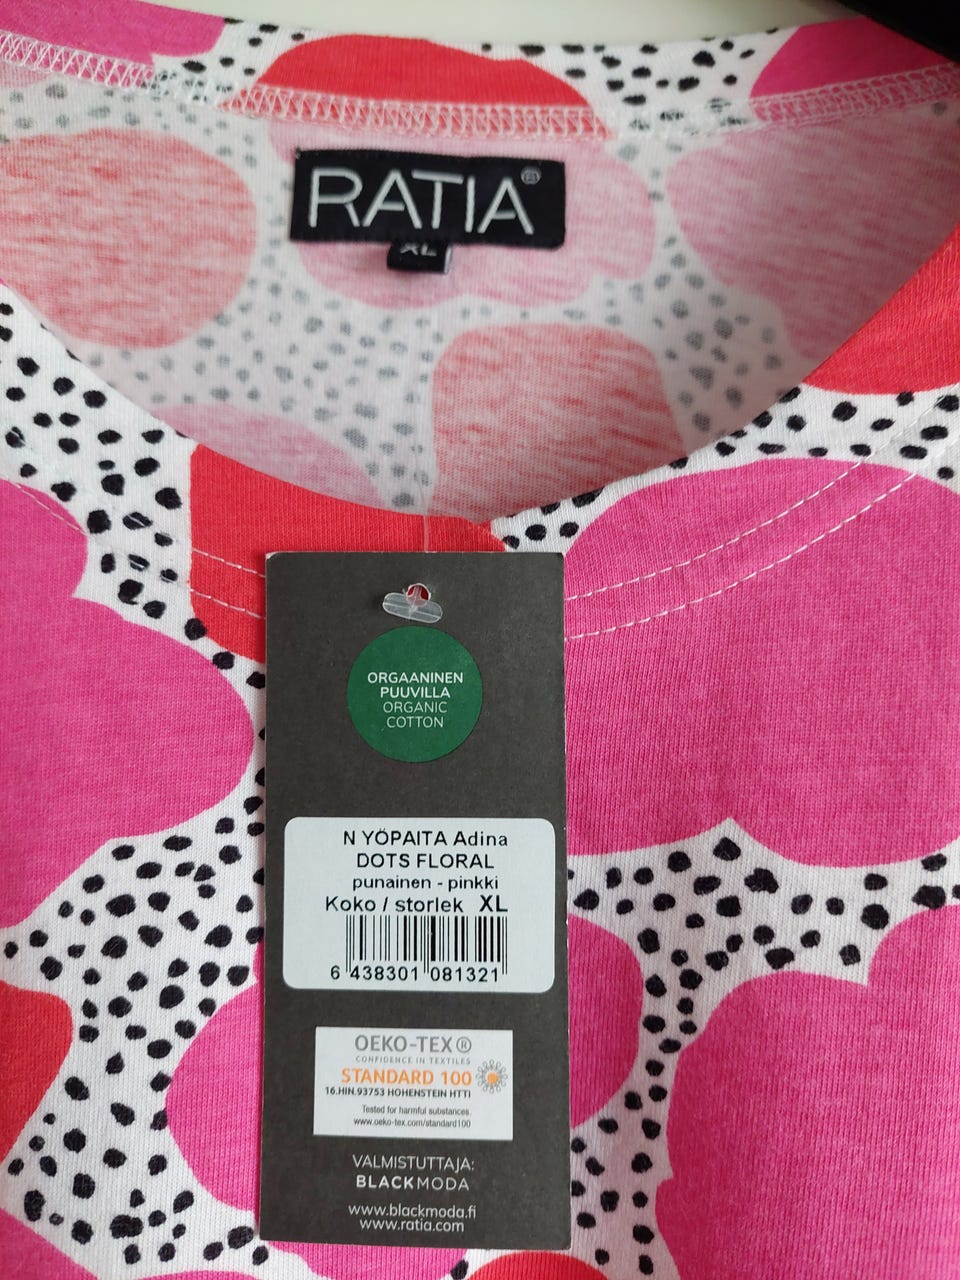 RATIA®
XL
ORGAANINEN
PUUVILLA
ORGANIC
COTTON
N YÖPAITA Adina
DOTS FLORAL
punainen - pinkki
Koko / storlek XL
6 438301 081321
OEKO-TEX®
CONFIDENCE IN TEXTILES
STANDARD 100
16.HIN.93753 HOHENSTEIN HTTI
Tested for harmful substances.
www.oeko-tex.com/standard100
VALMISTUTTAJA:
BLACKMODA
www.blackmoda.fi
www.ratia.com